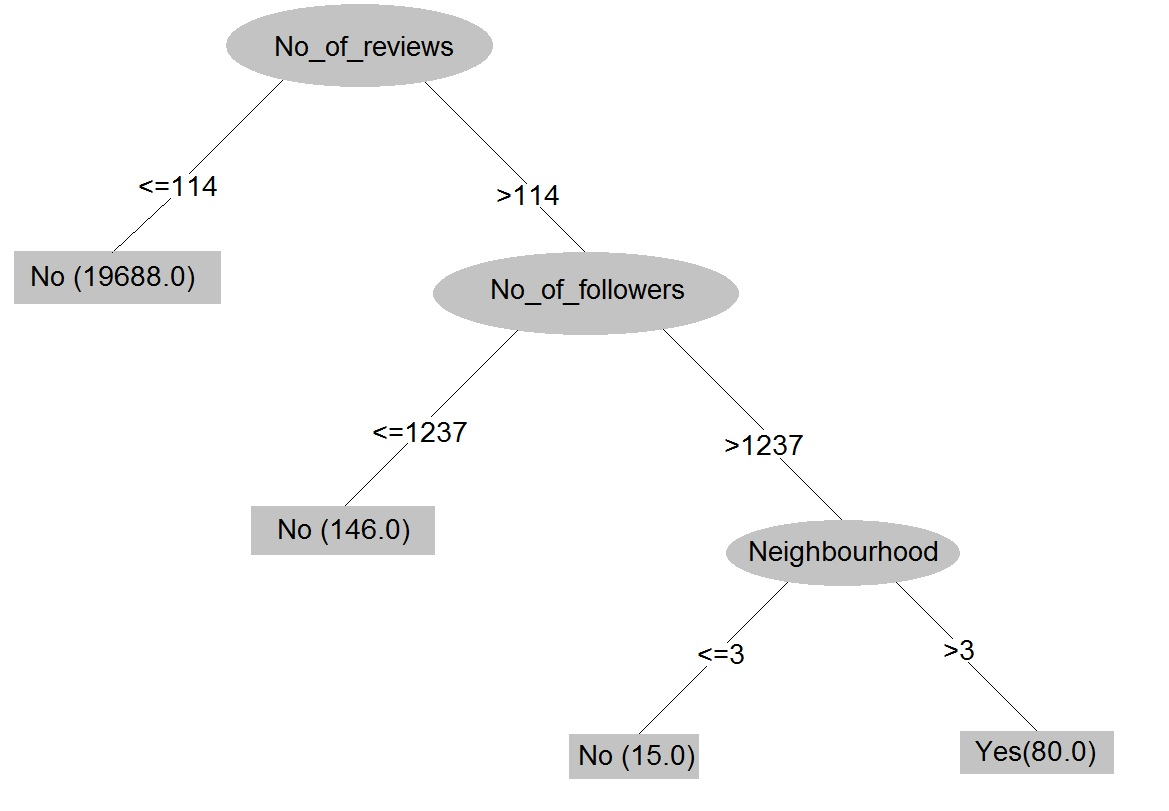 No_of_reviews
<=114
>114
No (19688.0)
No_of_followers
<=1237
>1237
No (146.0)
Neighbourhood
<=3
>3
No (15.0)
Yes(80.0)